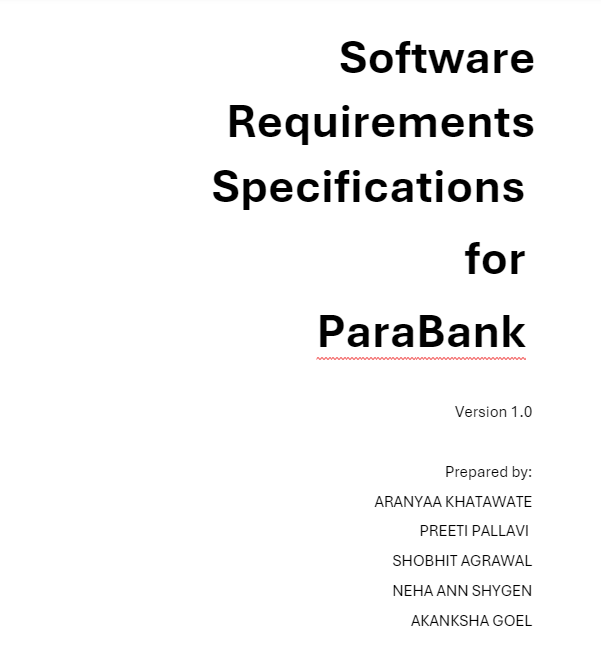 Software
Requirements
Specifications
for
ParaBank
Version 1.0
Prepared by:
ARANYAA KHATAWATE
PREETI PALLAVI
SHOBHIT AGRAWAL
NEHA ANN SHYGEN
AKANKSHA GOEL